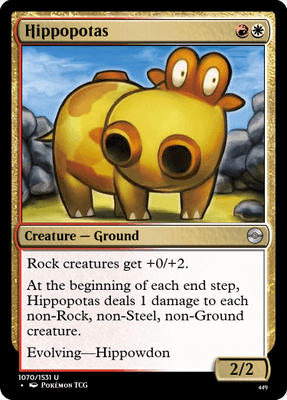 Hippopotas
Creature — Ground
Rock creatures get +0/+2.
At the beginning of each end step,
Hippopotas deals 1 damage to each
non-Rock, non-Steel, non-Ground
creature.
Evolving—Hippowdon
2/2
1070/1531 U
• Pokémon TCG
449